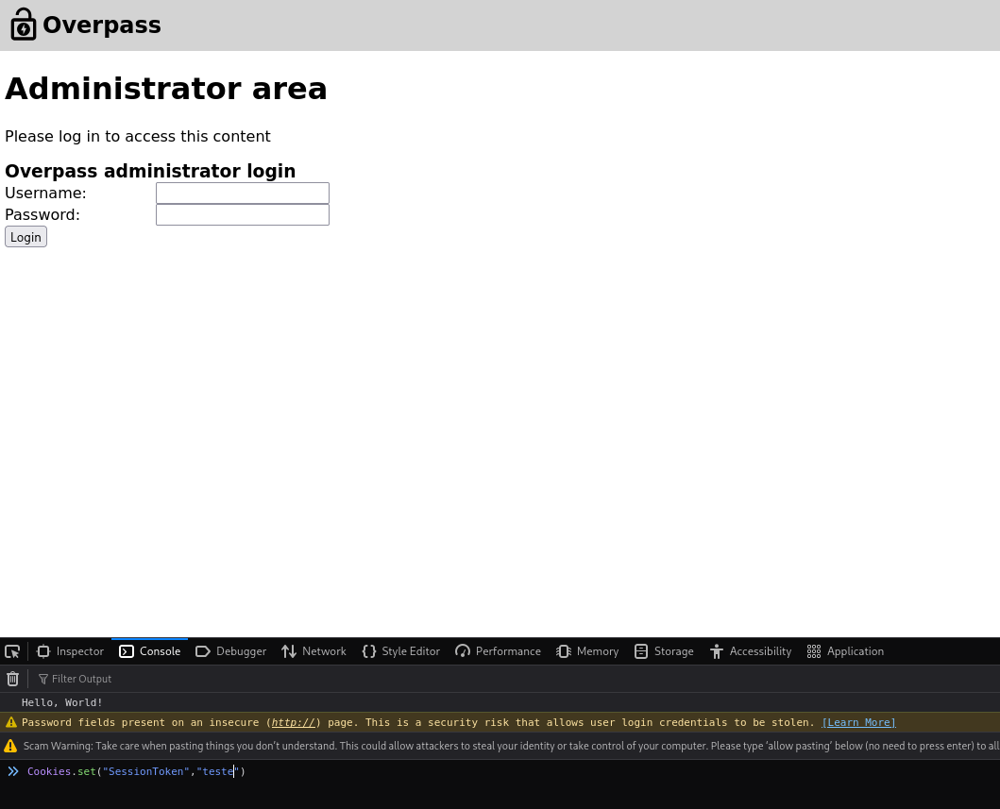 Overpass
Administrator area
Please log in to access this content
Overpass administrator login
Username:
Password:
Login
Inspector Console Debugger Network Style Editor Performance Memory Storage Accessibility Application
Filter Output
Hello, World!
Password fields present on an insecure (http://) page. This is a security risk that allows user login credentials to be stolen. [Learn More]
Scam Warning: Take care when pasting things you don’t understand. This could allow attackers to steal your identity or take control of your computer. Please type ‘allow pasting’ below (no need to press enter) to all
Cookies.set("SessionToken","teste")